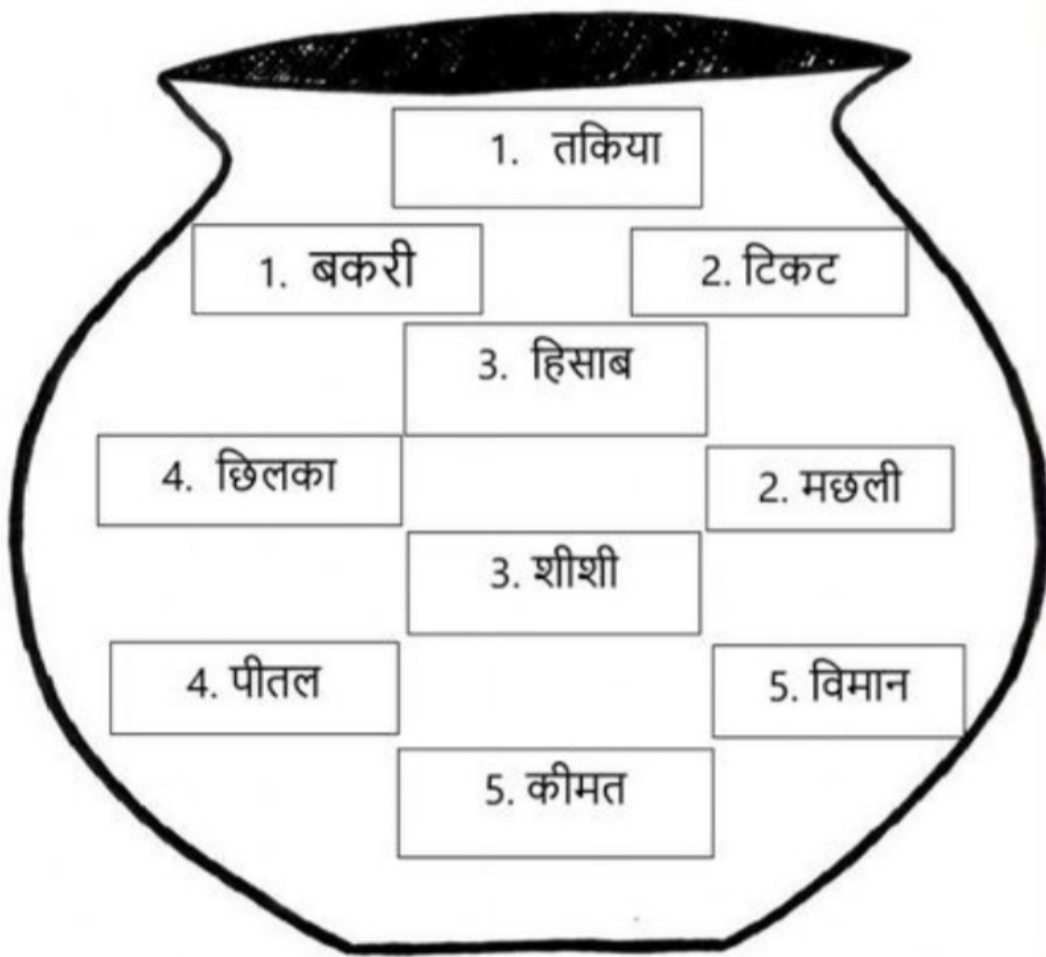 1. तकिया
1. बकरी
2. टिकट
3. हिसाब
4. छिलका
2. मछली
3. शीशी
4. पीतल
5. विमान
5. कीमत